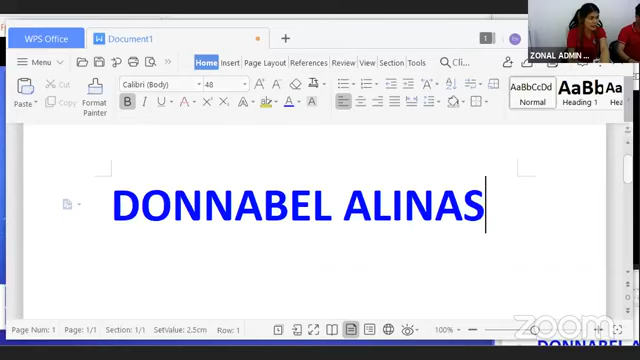 WPS Office
Document1
1
Menu
Home Insert Page Layout References Review View Section Tools Cli...
ZONAL ADMIN ...
Paste
Cut
Copy
Format Painter
Calibri (Body) 48
AaBbCcDd
Normal
AaBb
Heading 1
DONNABEL ALINAS
Page Num: 1 Page: 1/1 Section: 1/1 SetValue: 2.5cm Row: 1
100%
zoom
DONNABEL A